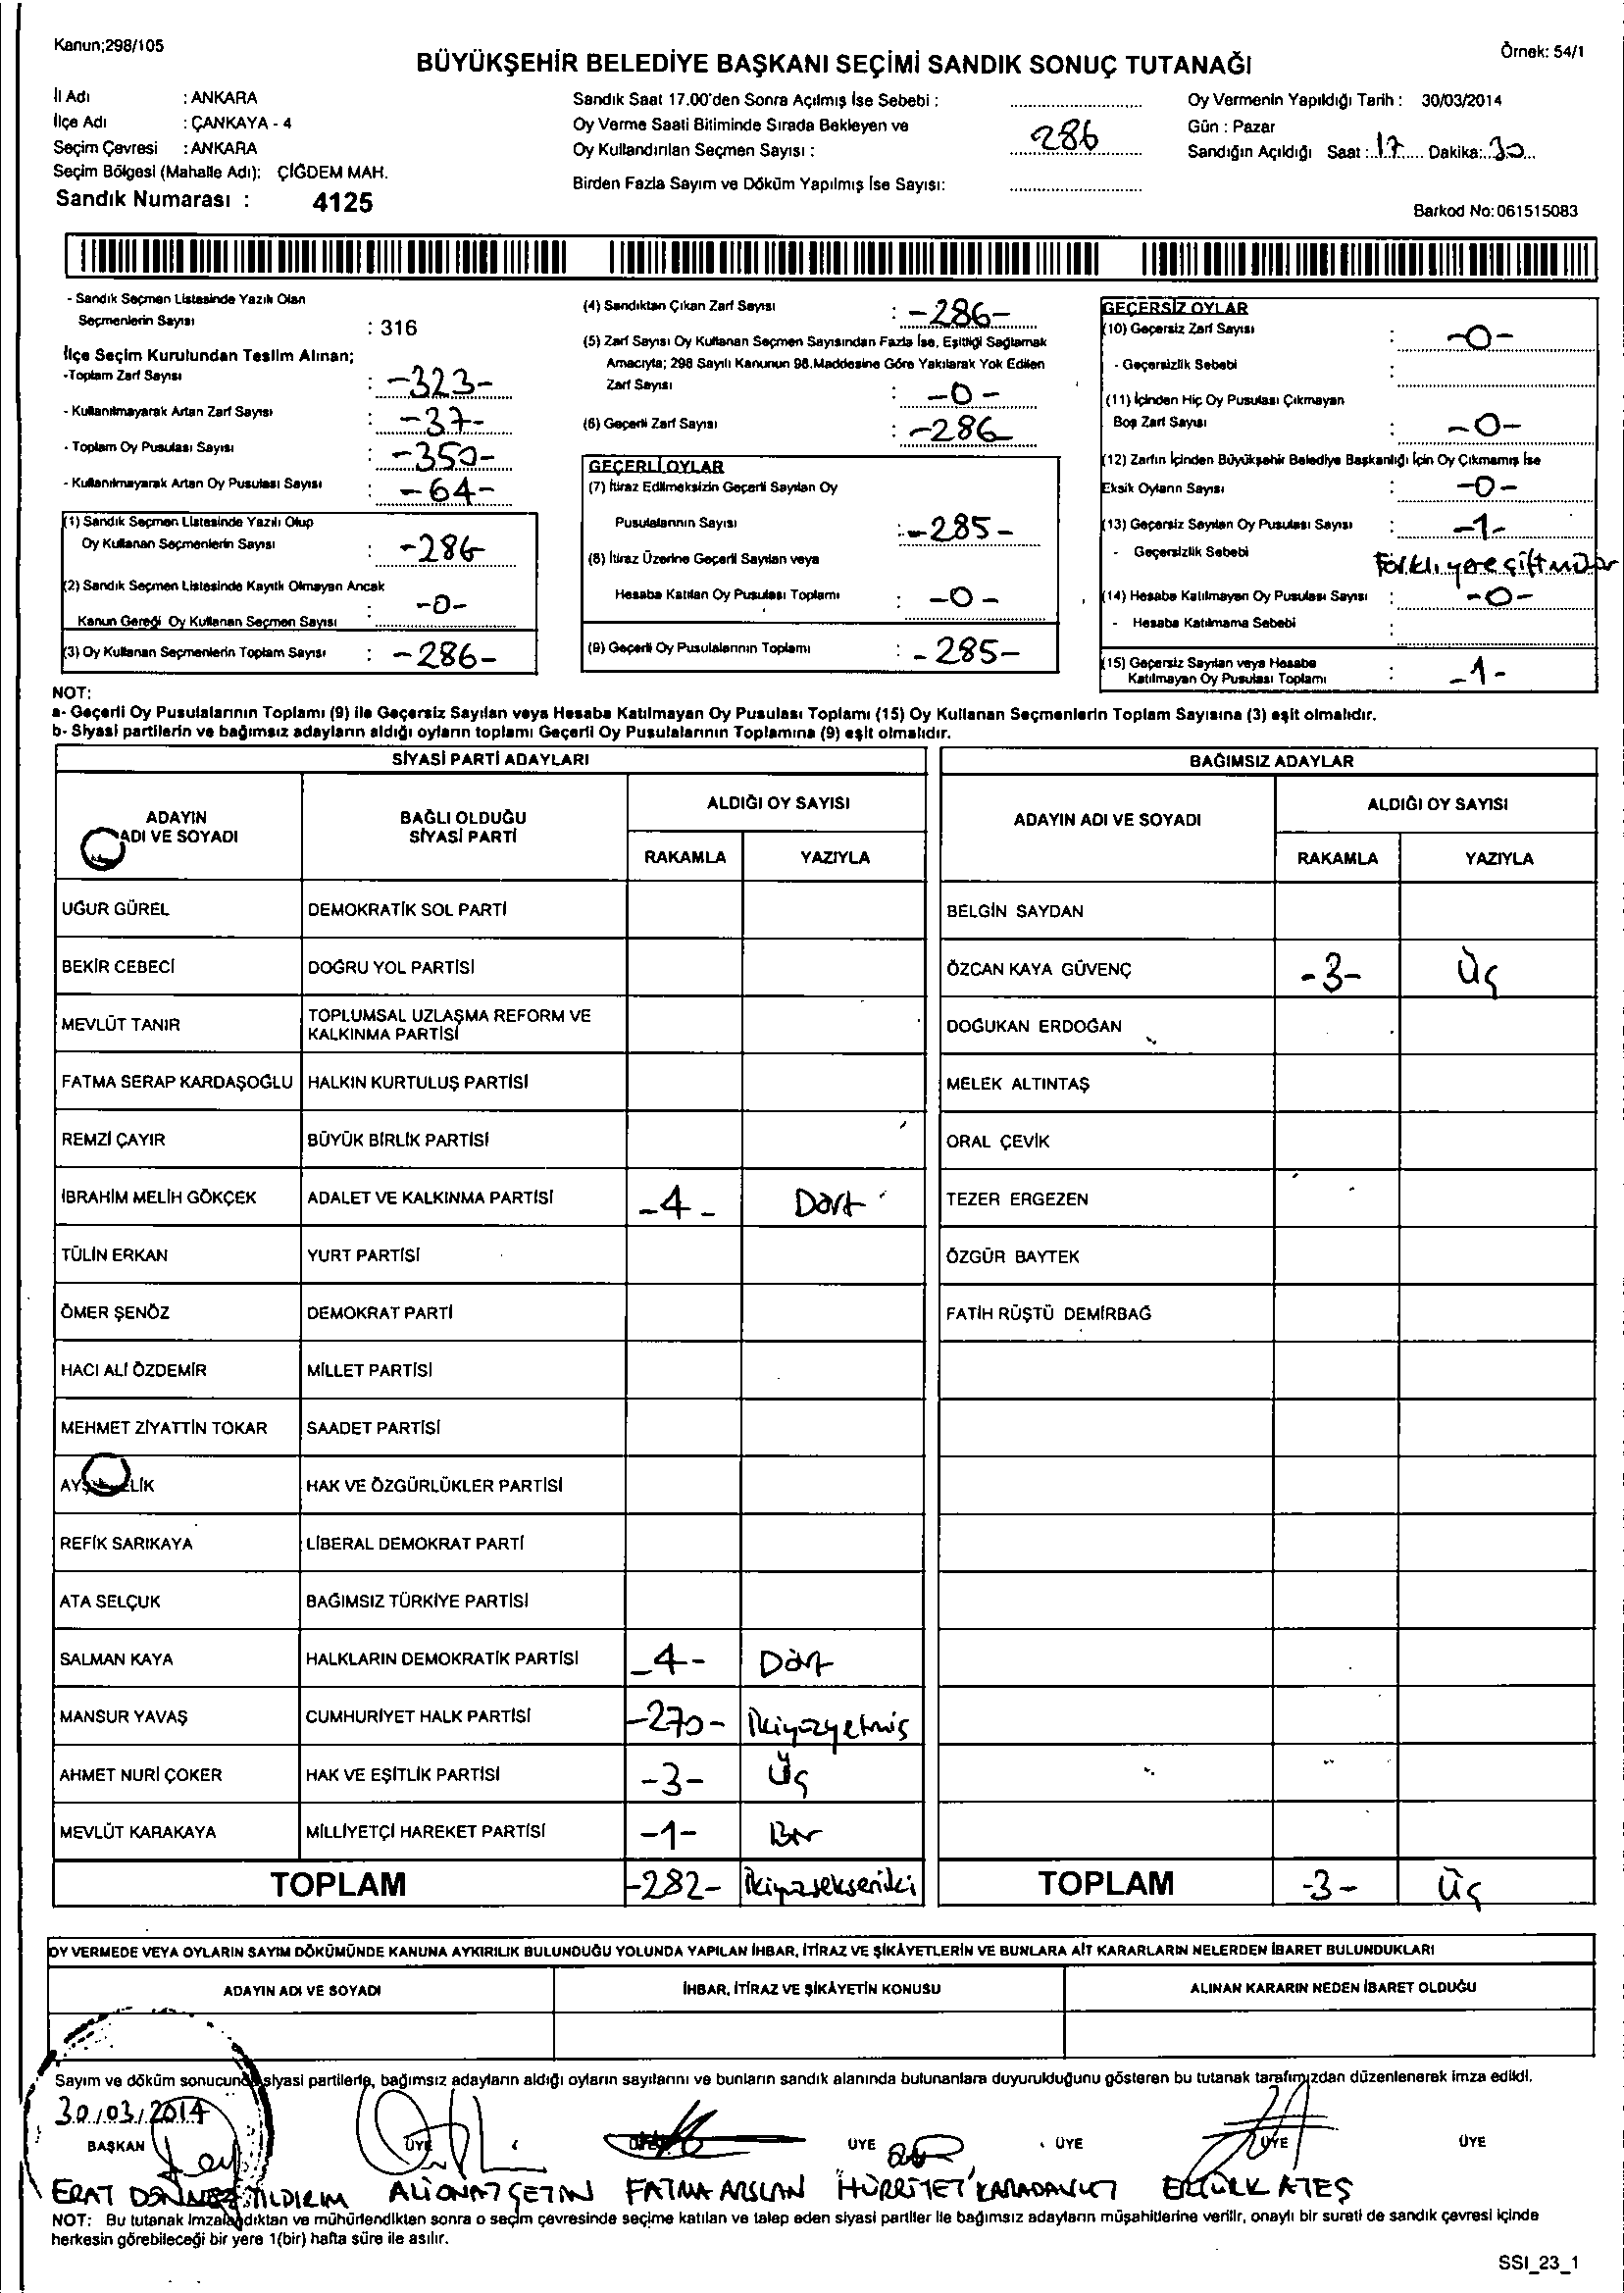 Kanun;298/105
Örnek: 54/1
BÜYÜKŞEHİR BELEDİYE BAŞKANI SEÇİMİ SANDIK SONUÇ TUTANAĞI
İl Adı : ANKARA
İlçe Adı : ÇANKAYA - 4
Seçim Çevresi : ANKARA
Seçim Bölgesi (Mahalle Adı): ÇİĞDEM MAH.
Sandık Numarası : 4125
Sandık Saat 17.00'den Sonra Açılmış İse Sebebi :
Oy Verme Saati Bitiminde Sırada Bekleyen ve
Oy Kullandırılan Seçmen Sayısı : 286
Birden Fazla Sayım ve Döküm Yapılmış İse Sayısı:
Oy Vermenin Yapıldığı Tarih : 30/03/2014
Gün : Pazar
Sandığın Açıldığı Saat : 17 Dakika: 30
Barkod No:061515083
- Sandık Seçmen Listesinde Yazılı Olan
Seçmenlerin Sayısı : 316
İlçe Seçim Kurulundan Teslim Alınan;
-Toplam Zarf Sayısı : -323-
- Kullanılmayarak Artan Zarf Sayısı : -37-
- Toplam Oy Pusulası Sayısı : -350-
- Kullanılmayarak Artan Oy Pusulası Sayısı : -64-
(1) Sandık Seçmen Listesinde Yazılı Olup
Oy Kullanan Seçmenlerin Sayısı : -286-
(2) Sandık Seçmen Listesinde Kayıtlı Olmayan Ancak
Kanun Gereği Oy Kullanan Seçmen Sayısı : -0-
(3) Oy Kullanan Seçmenlerin Toplam Sayısı : -286-
(4) Sandıktan Çıkan Zarf Sayısı : -286-
(5) Zarf Sayısı Oy Kullanan Seçmen Sayısından Fazla İse, Eşitliği Sağlamak
Amacıyla; 298 Sayılı Kanunun 98.Maddesine Göre Yakılarak Yok Edilen
Zarf Sayısı : -0-
(6) Geçerli Zarf Sayısı : -286
GEÇERLİ OYLAR
(7) İtiraz Edilmeksizin Geçerli Sayılan Oy
Pusulalarının Sayısı : -285-
(8) İtiraz Üzerine Geçerli Sayılan veya
Hesaba Katılan Oy Pusulası Toplamı : -0-
(9) Geçerli Oy Pusulalarının Toplamı : -285-
GEÇERSİZ OYLAR
(10) Geçersiz Zarf Sayısı : -0-
- Geçersizlik Sebebi :
(11) İçinden Hiç Oy Pusulası Çıkmayan
Boş Zarf Sayısı : -0-
(12) Zarfın İçinden Büyükşehir Belediye Başkanlığı İçin Oy Çıkmamış İse
Eksik Oyların Sayısı : -0-
(13) Geçersiz Sayılan Oy Pusulası Sayısı : -1-
- Geçersizlik Sebebi Farklı yere çift mühür
(14) Hesaba Katılmayan Oy Pusulası Sayısı : -0-
- Hesaba Katılmama Sebebi :
(15) Geçersiz Sayılan veya Hesaba
Katılmayan Oy Pusulası Toplamı : -1-
NOT:
a- Geçerli Oy Pusulalarının Toplamı (9) ile Geçersiz Sayılan veya Hesaba Katılmayan Oy Pusulası Toplamı (15) Oy Kullanan Seçmenlerin Toplam Sayısına (3) eşit olmalıdır.
b- Siyasi partilerin ve bağımsız adayların aldığı oyların toplamı Geçerli Oy Pusulalarının Toplamına (9) eşit olmalıdır.
SİYASİ PARTİ ADAYLARI
ADAYIN ADI VE SOYADI
BAĞLI OLDUĞU SİYASİ PARTİ
ALDIĞI OY SAYISI
RAKAMLA YAZIYLA
UĞUR GÜREL DEMOKRATİK SOL PARTİ
BEKİR CEBECİ DOĞRU YOL PARTİSİ
MEVLÜT TANIR TOPLUMSAL UZLAŞMA REFORM VE KALKINMA PARTİSİ
FATMA SERAP KARDAŞOĞLU HALKIN KURTULUŞ PARTİSİ
REMZİ ÇAYIR BÜYÜK BİRLİK PARTİSİ
İBRAHİM MELİH GÖKÇEK ADALET VE KALKINMA PARTİSİ -4- Dört
TÜLİN ERKAN YURT PARTİSİ
ÖMER ŞENÖZ DEMOKRAT PARTİ
HACI ALİ ÖZDEMİR MİLLET PARTİSİ
MEHMET ZİYATTİN TOKAR SAADET PARTİSİ
HAK VE ÖZGÜRLÜKLER PARTİSİ
REFİK SARIKAYA LİBERAL DEMOKRAT PARTİ
ATA SELÇUK BAĞIMSIZ TÜRKİYE PARTİSİ
SALMAN KAYA HALKLARIN DEMOKRATİK PARTİSİ -4- Dört
MANSUR YAVAŞ CUMHURİYET HALK PARTİSİ -270- İkiyüzyetmiş
AHMET NURİ ÇOKER HAK VE EŞİTLİK PARTİSİ -3- Üç
MEVLÜT KARAKAYA MİLLİYETÇİ HAREKET PARTİSİ -1- Bir
TOPLAM -282- İkiyüzsekseniki
BAĞIMSIZ ADAYLAR
ADAYIN ADI VE SOYADI
ALDIĞI OY SAYISI
RAKAMLA YAZIYLA
BELGİN SAYDAN
ÖZCAN KAYA GÜVENÇ -3- Üç
DOĞUKAN ERDOĞAN
MELEK ALTINTAŞ
ORAL ÇEVİK
TEZER ERGEZEN
ÖZGÜR BAYTEK
FATİH RÜŞTÜ DEMİRBAĞ
TOPLAM -3- Üç
OY VERMEDE VEYA OYLARIN SAYIM DÖKÜMÜNDE KANUNA AYKIRILIK BULUNDUĞU YOLUNDA YAPILAN İHBAR, İTİRAZ VE ŞİKÂYETLERİN VE BUNLARA AİT KARARLARIN NELERDEN İBARET BULUNDUKLARI
ADAYIN ADI VE SOYADI İHBAR, İTİRAZ VE ŞİKÂYETİN KONUSU ALINAN KARARIN NEDEN İBARET OLDUĞU
Sayım ve döküm sonucunda siyasi partilerle, bağımsız adayların aldığı oyların sayılarını ve bunların sandık alanında bulunanlara duyurulduğunu gösteren bu tutanak tarafımızdan düzenlenerek imza edildi.
30/03/2014
BAŞKAN ÜYE ÜYE ÜYE ÜYE ÜYE
YILDIRIM ALİ ÇETİN FATMA ARSLAN HÜRRİYET ERTÜRK ATEŞ
NOT: Bu tutanak imzalandıktan ve mühürlendikten sonra o seçim çevresinde seçime katılan ve talep eden siyasi partiler ile bağımsız adayların müşahitlerine verilir, onaylı bir sureti de sandık çevresi içinde
herkesin görebileceği bir yere 1(bir) hafta süre ile asılır.
SSI_23_1